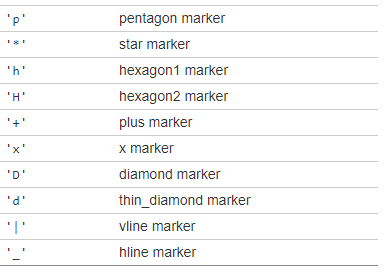 'p' pentagon marker
'*' star marker
'h' hexagon1 marker
'H' hexagon2 marker
'+' plus marker
'x' x marker
'D' diamond marker
'd' thin_diamond marker
'|' vline marker
'_' hline marker